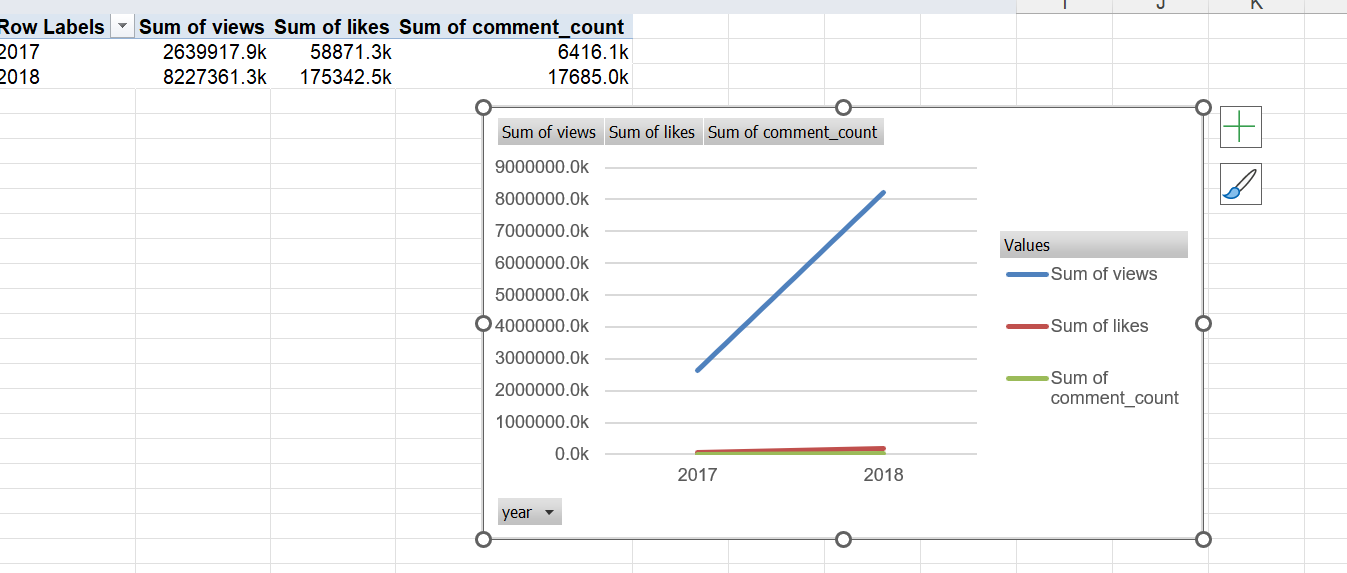 I J K
Row Labels Sum of views Sum of likes Sum of comment_count
2017 2639917.9k 58871.3k 6416.1k
2018 8227361.3k 175342.5k 17685.0k
Sum of views Sum of likes Sum of comment_count
9000000.0k
8000000.0k
7000000.0k
6000000.0k
5000000.0k
4000000.0k
3000000.0k
2000000.0k
1000000.0k
0.0k
2017 2018
Values
Sum of views
Sum of likes
Sum of
comment_count
year